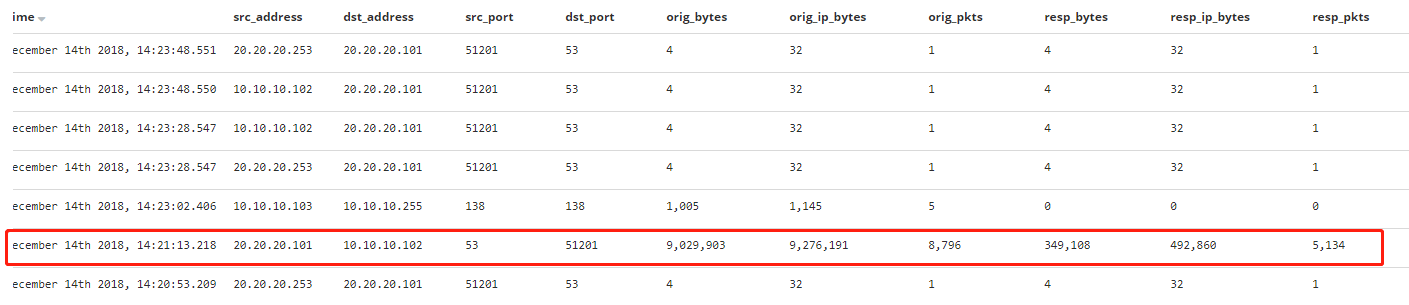 ime src_address dst_address src_port dst_port orig_bytes orig_ip_bytes orig_pkts resp_bytes resp_ip_bytes resp_pkts
ecember 14th 2018, 14:23:48.551 20.20.20.253 20.20.20.101 51201 53 4 32 1 4 32 1
ecember 14th 2018, 14:23:48.550 10.10.10.102 20.20.20.101 51201 53 4 32 1 4 32 1
ecember 14th 2018, 14:23:28.547 10.10.10.102 20.20.20.101 51201 53 4 32 1 4 32 1
ecember 14th 2018, 14:23:28.547 20.20.20.253 20.20.20.101 51201 53 4 32 1 4 32 1
ecember 14th 2018, 14:23:02.406 10.10.10.103 10.10.10.255 138 138 1,005 1,145 5 0 0 0
ecember 14th 2018, 14:21:13.218 20.20.20.101 10.10.10.102 53 51201 9,029,903 9,276,191 8,796 349,108 492,860 5,134
ecember 14th 2018, 14:20:53.209 20.20.20.253 20.20.20.101 51201 53 4 32 1 4 32 1